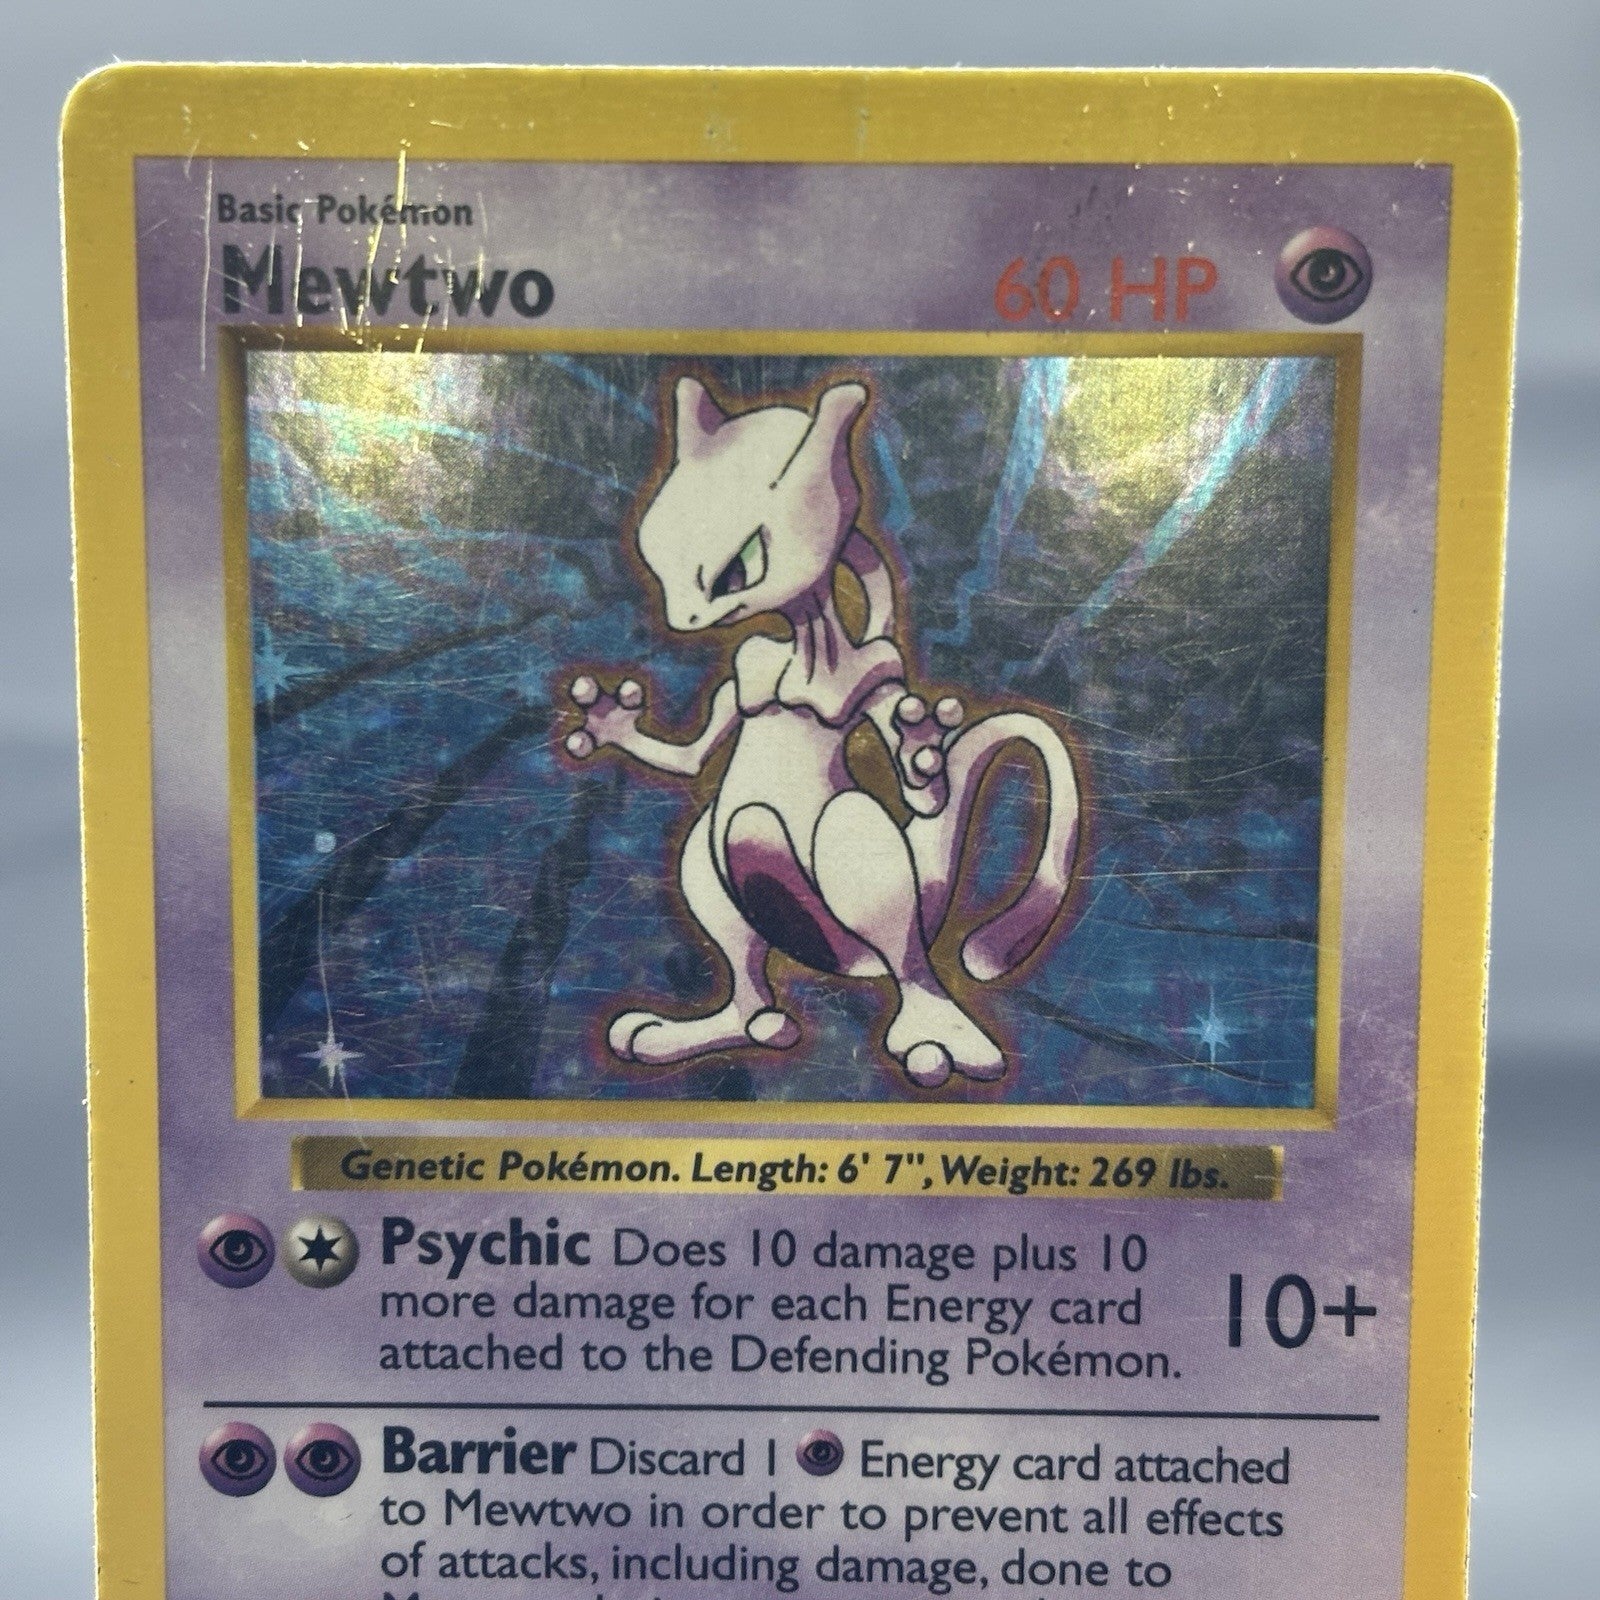 Basic Pokémon
Mewtwo
60 HP
Genetic Pokémon. Length: 6' 7", Weight: 269 lbs.
Psychic Does 10 damage plus 10
more damage for each Energy card
attached to the Defending Pokémon.
10+
Barrier Discard 1 Energy card attached
to Mewtwo in order to prevent all effects
of attacks, including damage, done to